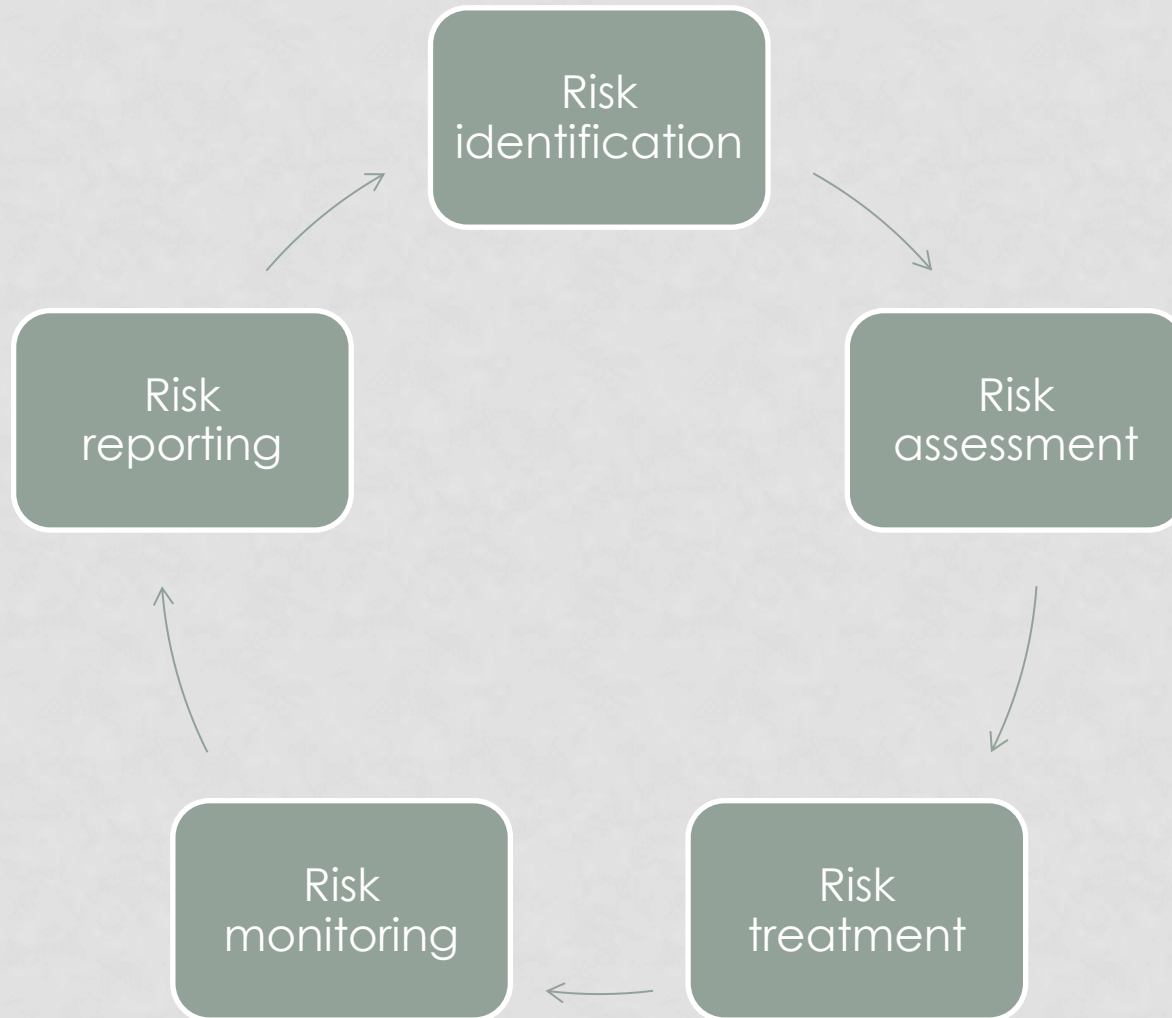 Risk
identification
Risk
assessment
Risk
treatment
Risk
monitoring
Risk
reporting